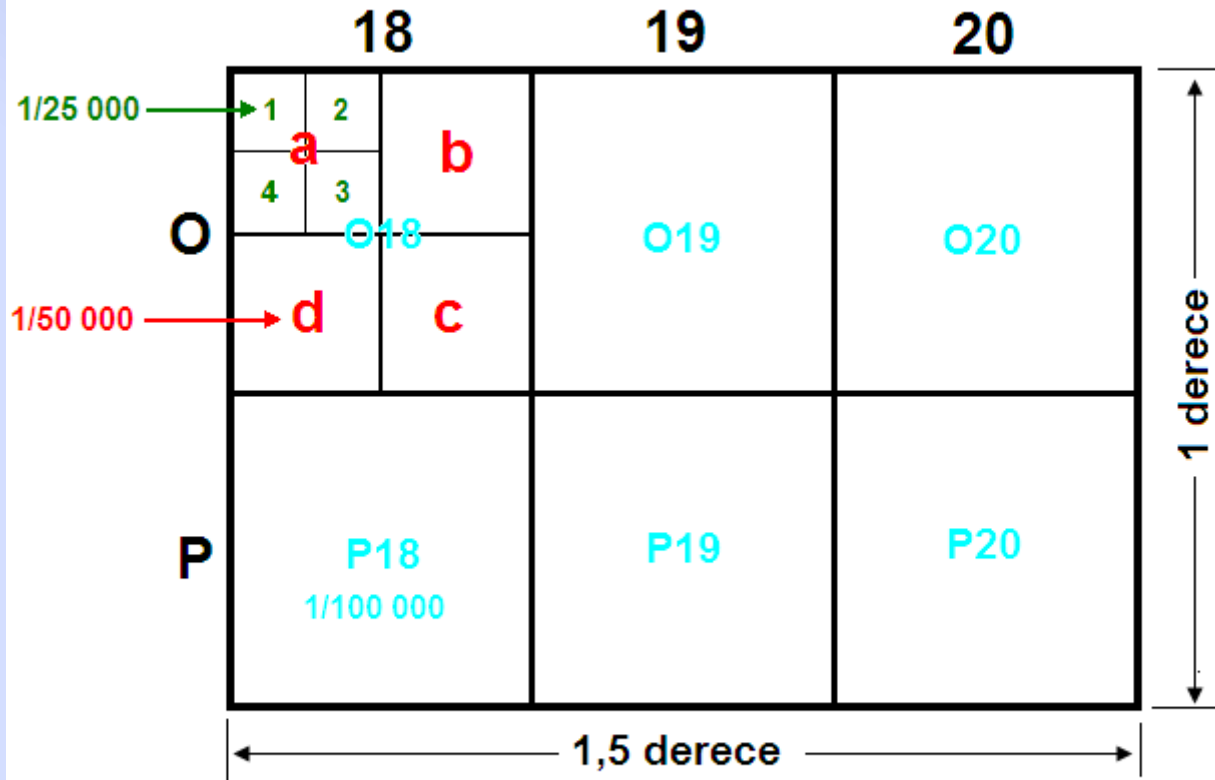 18 19 20
1/25 000
1 2
a
b
4 3
O
O18
O19
O20
1/50 000
d
c
1 derece
P
P18
P19
P20
1/100 000
1,5 derece